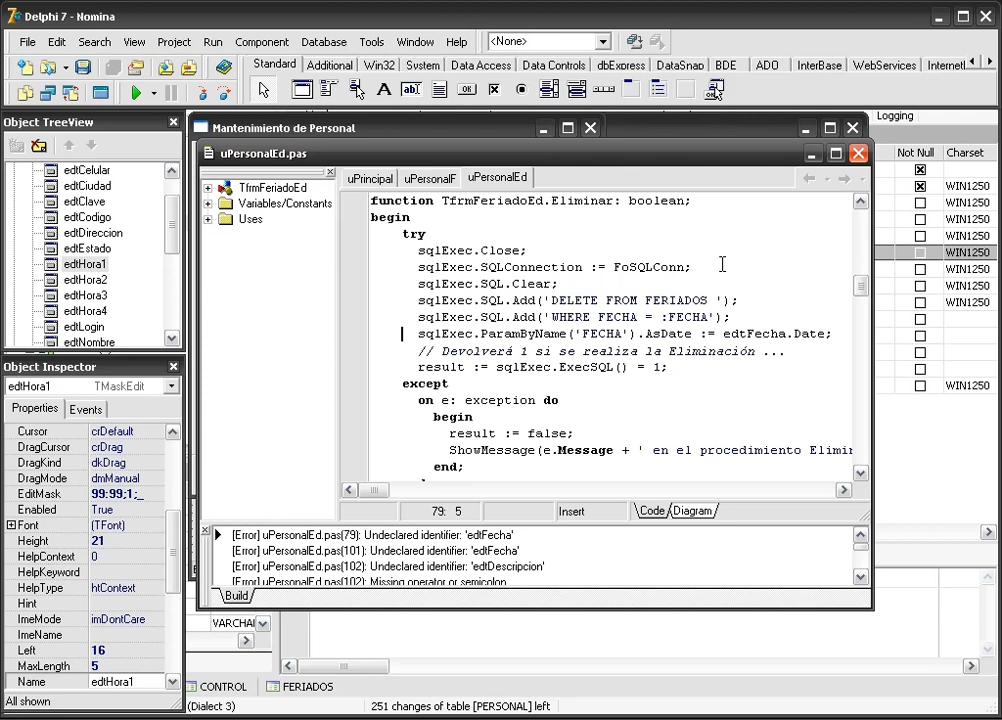 Delphi 7 - Nomina
File Edit Search View Project Run Component Database Tools Window Help <None>
Standard Additional Win32 System Data Access Data Controls dbExpress DataSnap BDE ADO InterBase WebServices InternetE
Object TreeView
edtCelular
edtCiudad
edtClave
edtCodigo
edtDireccion
edtEstado
edtHora1
edtHora2
edtHora3
edtHora4
edtLogin
edtNombre
Object Inspector
edtHora1 TMaskEdit
Properties Events
Cursor crDefault
DragCursor crDrag
DragKind dkDrag
DragMode dmManual
EditMask 99:99;1;_
Enabled True
Font (TFont)
Height 21
HelpContext 0
HelpKeyword
HelpType htContext
Hint
ImeMode imDontCare
ImeName
Left 16
MaxLength 5
Name edtHora1
All shown
Mantenimiento de Personal
uPersonalEd.pas
TfrmFeriadoEd
Variables/Constants
Uses
uPrincipal uPersonalF uPersonalEd
function TfrmFeriadoEd.Eliminar: boolean;
begin
try
sqlExec.Close;
sqlExec.SQLConnection := FoSQLConn;
sqlExec.SQL.Clear;
sqlExec.SQL.Add('DELETE FROM FERIADOS ');
sqlExec.SQL.Add('WHERE FECHA = :FECHA');
sqlExec.ParamByName('FECHA').AsDate := edtFecha.Date;
// Devolverá 1 si se realiza la Eliminación ...
result := sqlExec.ExecSQL() = 1;
except
on e: exception do
begin
result := false;
ShowMessage(e.Message + ' en el procedimiento Elimin
end;
79: 5 Insert Code Diagram
[Error] uPersonalEd.pas(79): Undeclared identifier: 'edtFecha'
[Error] uPersonalEd.pas(101): Undeclared identifier: 'edtFecha'
[Error] uPersonalEd.pas(102): Undeclared identifier: 'edtDescripcion'
[Error] uPersonalEd.pas(102): Missing operator or semicolon
Build
Logging
Not Null Charset
WIN1250
WIN1250
WIN1250
WIN1250
WIN1250
WIN1250
WIN1250
WIN1250
WIN1250
VARCHAR
CONTROL FERIADOS
(Dialect 3) 251 changes of table [PERSONAL] left